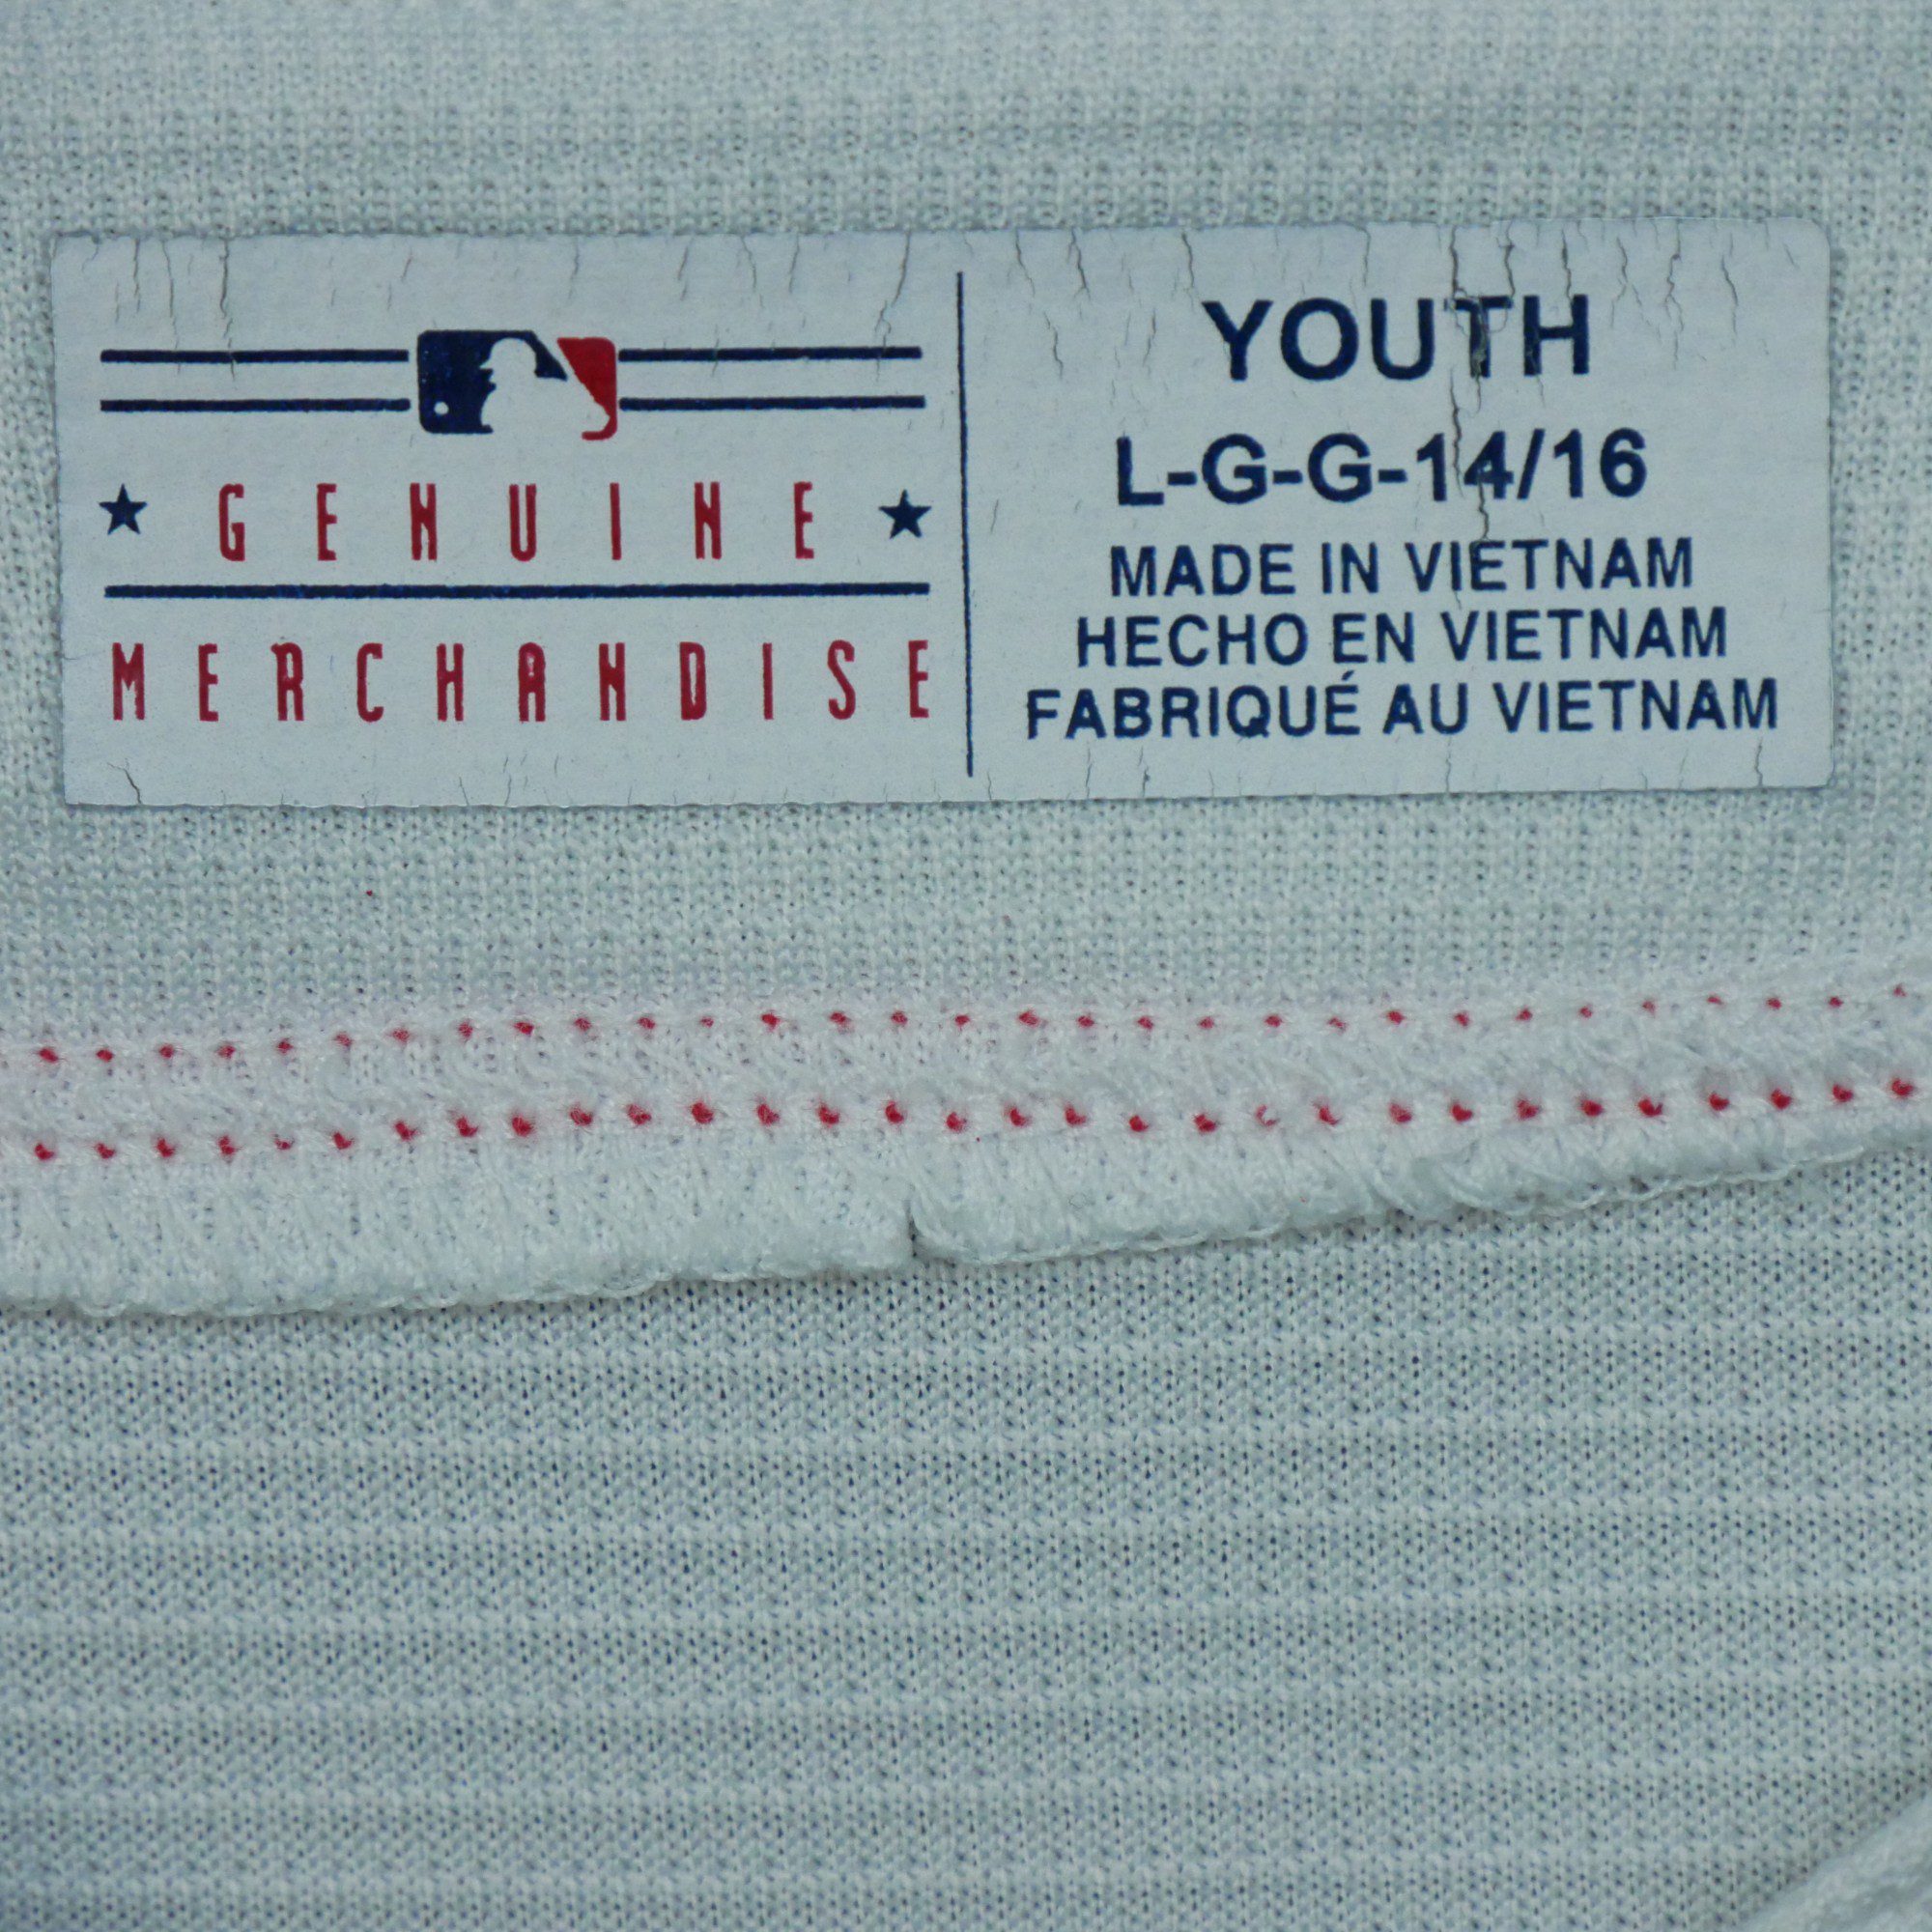 GENUINE
MERCHANDISE
YOUTH
L-G-G-14/16
MADE IN VIETNAM
HECHO EN VIETNAM
FABRIQUÉ AU VIETNAM